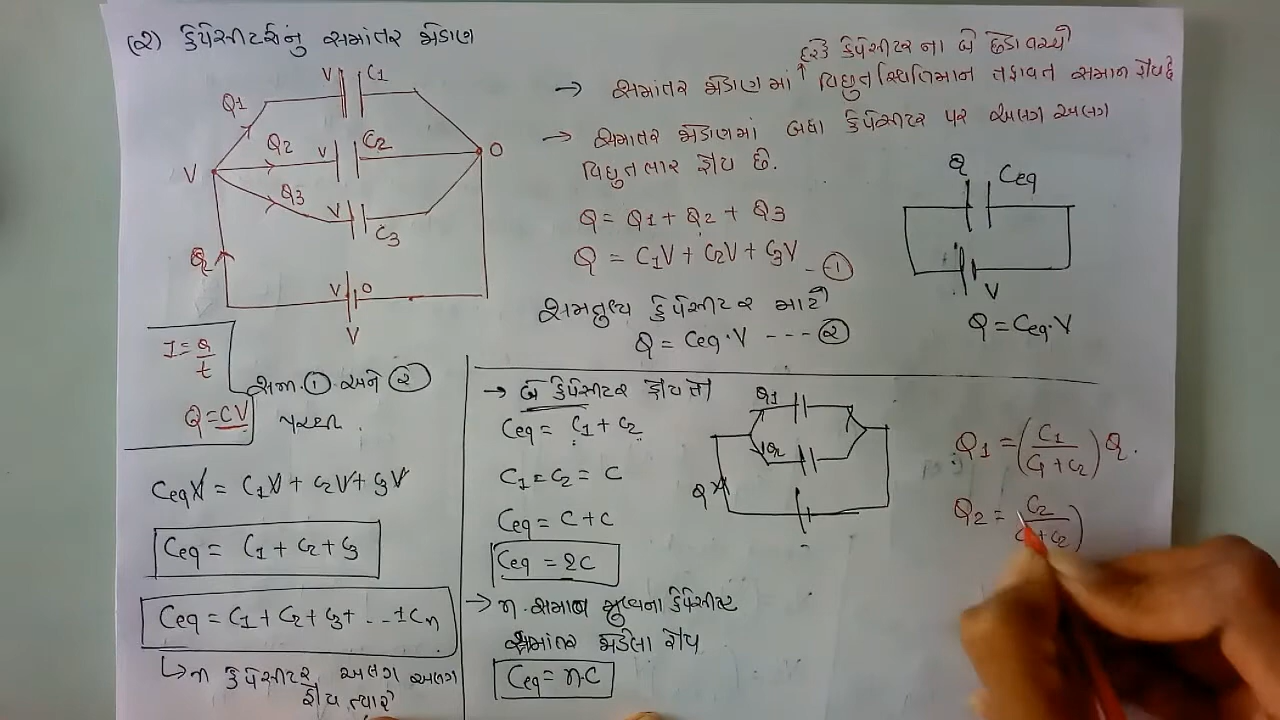 (૨) કેપેસીટર્સનું સમાંતર જોડાણ
V
Q1
V
C1
Q2
V
C2
O
Q3
V
C3
Q
V
O
V
→ સમાંતર જોડાણ માં દરેક કેપેસીટર ના બે છેડા વચ્ચે વિદ્યુતસ્થિતિમાન તફાવત સમાન હોય છે
→ સમાંતર જોડાણમાં બધા કેપેસીટર પર અલગ અલગ
વિદ્યુતભાર હોય છે.
Q = Q1 + Q2 + Q3
Q = C1V + C2V + C3V - ①
સમતુલ્ય કેપેસીટર માટે
Q = Ceq·V --- ②
Q
Ceq
V
Q = Ceq·V
I = Q/t
Q = CV
સમ. ① અને ②
પરથી.
CeqV = C1V + C2V + C3V
Ceq = C1 + C2 + C3
Ceq = C1 + C2 + C3 + ... + Cn
↳ n કેપેસીટર અલગ અલગ
હોય ત્યારે
→ બે કેપેસીટર હોય તો
Ceq = C1 + C2
C1 = C2 = C
Ceq = C + C
Ceq = 2C
→ n સમાન મુલ્યના કેપેસીટર
સમાંતર જોડેલા હોય
Ceq = n·C
Q1
Q2
Q
Q1 = (C1/C1+C2) Q.
Q2 = (C2/C1+C2)